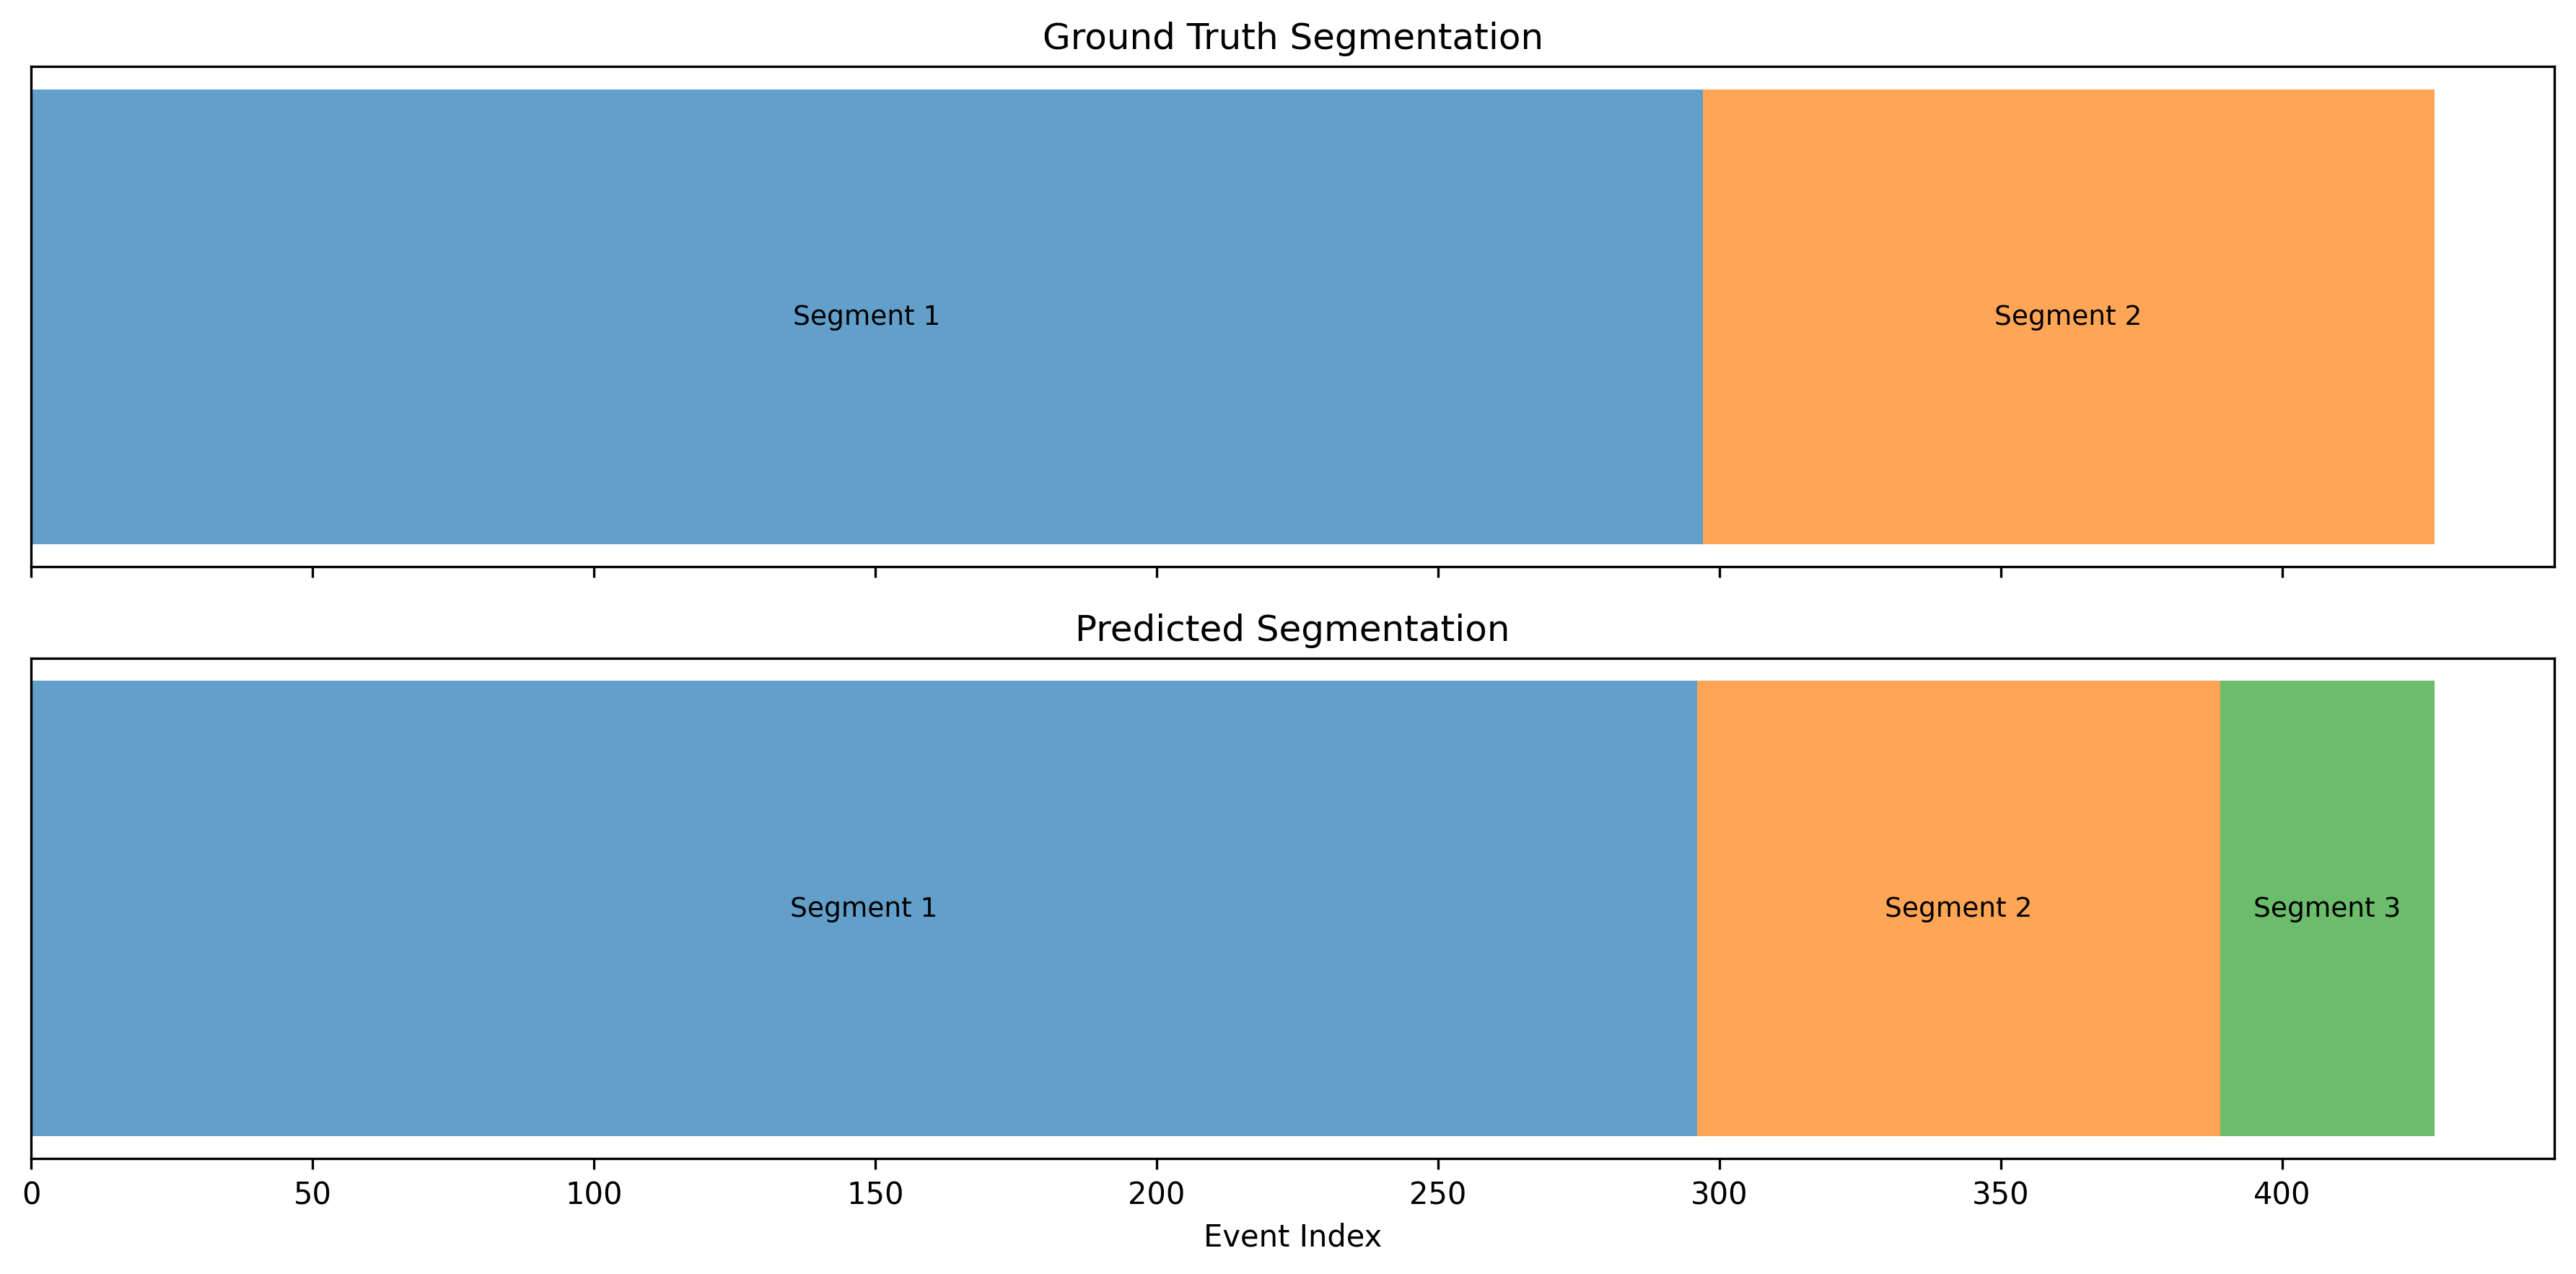 Ground Truth Segmentation
Segment 1 Segment 2
Predicted Segmentation
Segment 1 Segment 2 Segment 3
0 50 100 150 200 250 300 350 400
Event Index